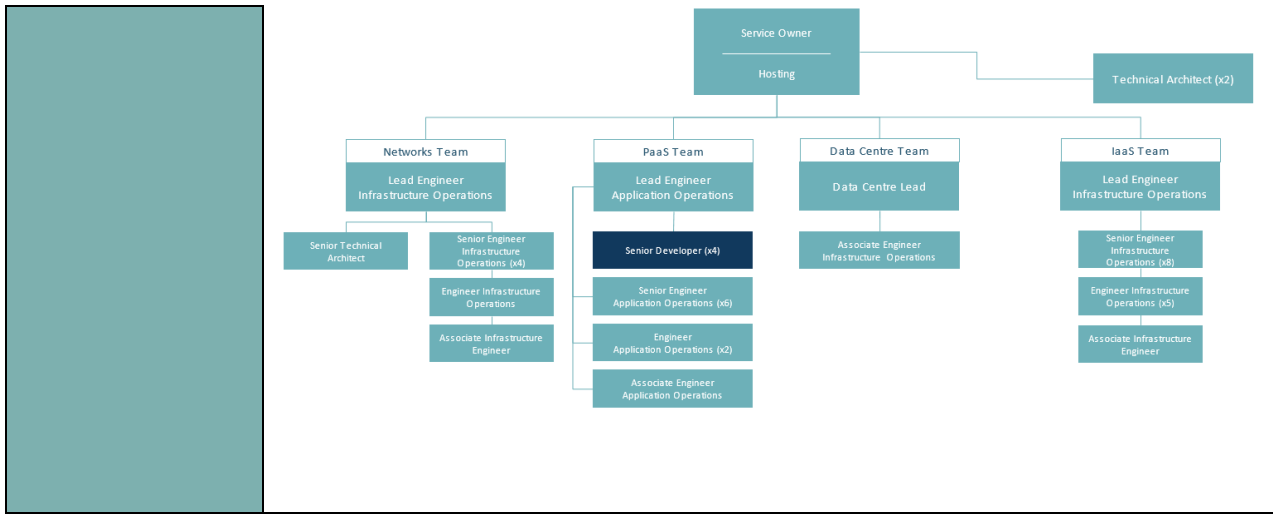 Service Owner
Hosting
Technical Architect (x2)
Networks Team
Lead Engineer
Infrastructure Operations
Senior Technical
Architect
Senior Engineer
Infrastructure
Operations (x4)
Engineer Infrastructure
Operations
Associate Infrastructure
Engineer
PaaS Team
Lead Engineer
Application Operations
Senior Developer (x4)
Senior Engineer
Application Operations (x6)
Engineer
Application Operations (x2)
Associate Engineer
Application Operations
Data Centre Team
Data Centre Lead
Associate Engineer
Infrastructure Operations
IaaS Team
Lead Engineer
Infrastructure Operations
Senior Engineer
Infrastructure
Operations (x8)
Engineer Infrastructure
Operations (x5)
Associate Infrastructure
Engineer